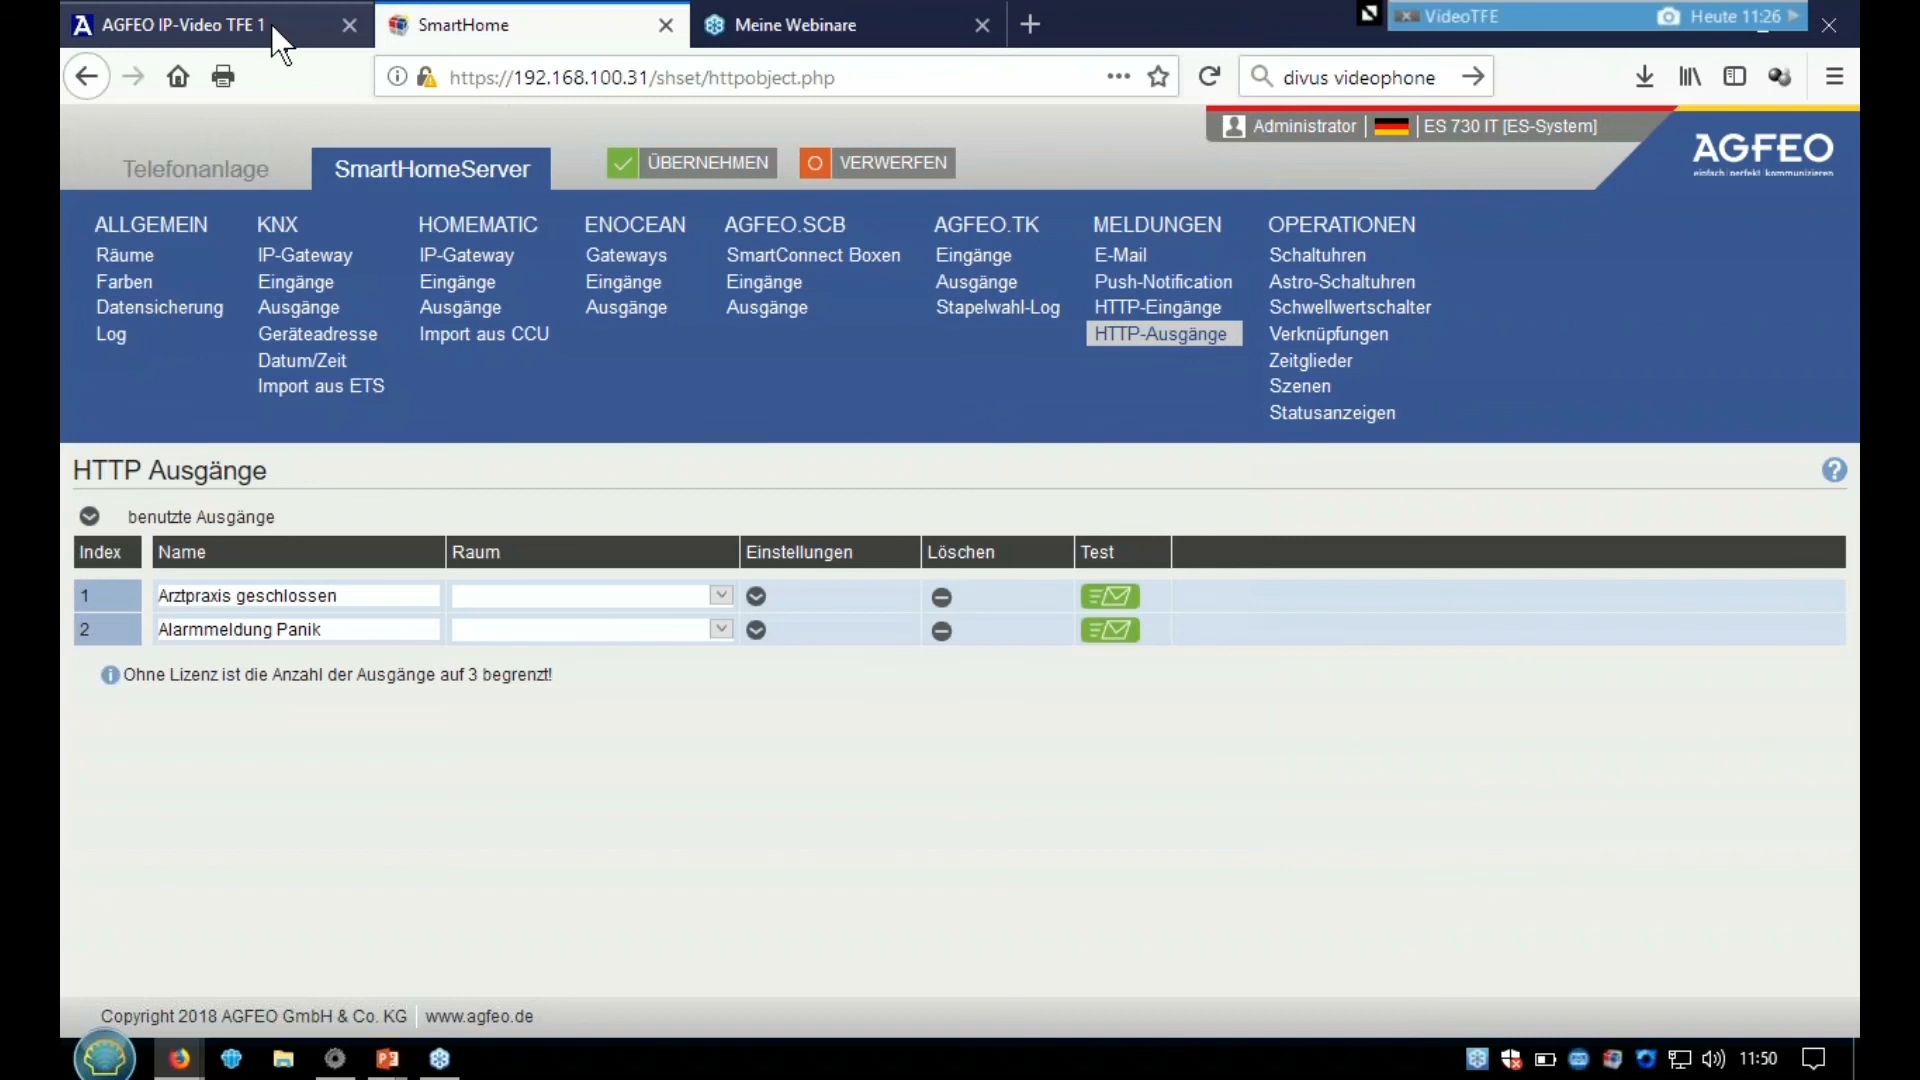 AGFEO IP-Video TFE 1
SmartHome
Meine Webinare
VideoTFE
Heute 11:26
https://192.168.100.31/shset/httpobject.php
divus videophone
Administrator
ES 730 IT [ES-System]
AGFEO
einfach perfekt kommunizieren
Telefonanlage
SmartHomeServer
ÜBERNEHMEN
VERWERFEN
ALLGEMEIN
Räume
Farben
Datensicherung
Log
KNX
IP-Gateway
Eingänge
Ausgänge
Geräteadresse
Datum/Zeit
Import aus ETS
HOMEMATIC
IP-Gateway
Eingänge
Ausgänge
Import aus CCU
ENOCEAN
Gateways
Eingänge
Ausgänge
AGFEO.SCB
SmartConnect Boxen
Eingänge
Ausgänge
AGFEO.TK
Eingänge
Ausgänge
Stapelwahl-Log
MELDUNGEN
E-Mail
Push-Notification
HTTP-Eingänge
HTTP-Ausgänge
OPERATIONEN
Schaltuhren
Astro-Schaltuhren
Schwellwertschalter
Verknüpfungen
Zeitglieder
Szenen
Statusanzeigen
HTTP Ausgänge
benutzte Ausgänge
Index Name Raum Einstellungen Löschen Test
1 Arztpraxis geschlossen
2 Alarmmeldung Panik
Ohne Lizenz ist die Anzahl der Ausgänge auf 3 begrenzt!
Copyright 2018 AGFEO GmbH & Co. KG www.agfeo.de
11:50